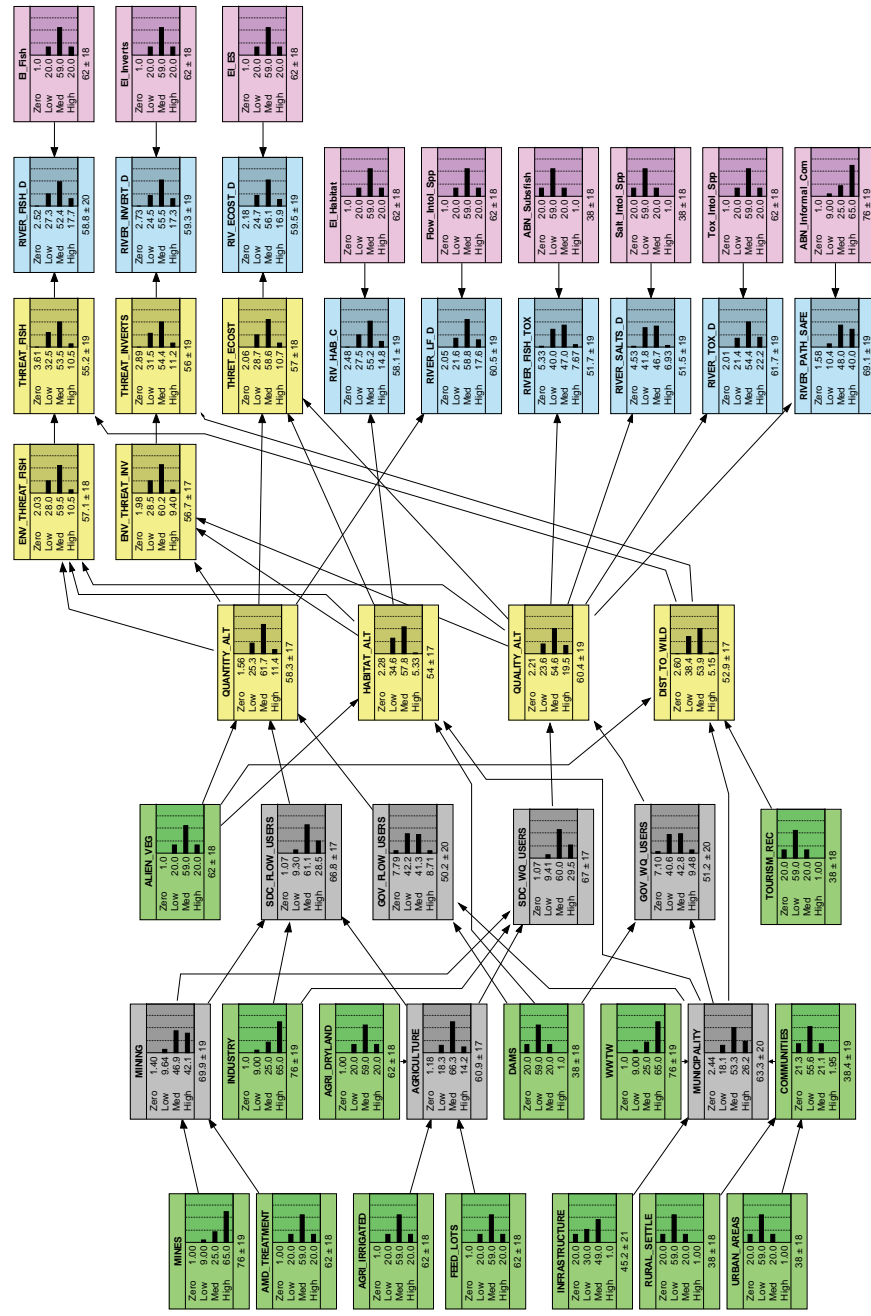 MINES
Zero 1.00
Low 9.00
Med 25.0
High 65.0
76 ± 19
AMD_TREATMENT
Zero 1.00
Low 20.0
Med 59.0
High 20.0
62 ± 18
AGRI_IRRIGATED
Zero 1.0
Low 20.0
Med 59.0
High 20.0
62 ± 18
FEED_LOTS
Zero 1.0
Low 20.0
Med 59.0
High 20.0
62 ± 18
INFRASTRUCTURE
Zero 20.0
Low 30.0
Med 49.0
High 1.00
45.2 ± 21
RURAL_SETTLE
Zero 20.0
Low 59.0
Med 20.0
High 1.00
38 ± 18
URBAN_AREAS
Zero 20.0
Low 59.0
Med 20.0
High 1.00
38 ± 18
MINING
Zero 1.40
Low 9.64
Med 46.9
High 42.1
69.9 ± 19
INDUSTRY
Zero 1.0
Low 9.00
Med 25.0
High 65.0
76 ± 19
AGRI_DRYLAND
Zero 1.00
Low 20.0
Med 59.0
High 20.0
62 ± 18
AGRICULTURE
Zero 1.18
Low 18.3
Med 66.3
High 14.2
60.9 ± 17
DAMS
Zero 20.0
Low 59.0
Med 20.0
High 1.0
38 ± 18
WWTW
Zero 1.0
Low 9.00
Med 25.0
High 65.0
76 ± 19
MUNICIPALITY
Zero 2.44
Low 18.1
Med 53.3
High 26.2
63.3 ± 20
COMMUNITIES
Zero 21.3
Low 55.6
Med 21.1
High 1.95
38.4 ± 19
ALIEN_VEG
Zero 1.0
Low 20.0
Med 59.0
High 20.0
62 ± 18
SDC_FLOW_USERS
Zero 1.07
Low 9.30
Med 61.1
High 28.5
66.8 ± 17
GOV_FLOW_USERS
Zero 7.79
Low 42.2
Med 41.3
High 8.71
50.2 ± 20
SDC_WQ_USERS
Zero 1.07
Low 9.41
Med 60.0
High 29.5
67 ± 17
GOV_WQ_USERS
Zero 7.10
Low 40.6
Med 42.8
High 9.48
51.2 ± 20
TOURISM_REC
Zero 20.0
Low 59.0
Med 20.0
High 1.00
38 ± 18
QUANTITY_ALT
Zero 1.56
Low 25.3
Med 61.7
High 11.4
58.3 ± 17
HABITAT_ALT
Zero 2.28
Low 34.6
Med 57.8
High 5.33
54 ± 17
QUALITY_ALT
Zero 2.21
Low 23.6
Med 54.6
High 19.5
60.4 ± 19
DIST_TO_WILD
Zero 2.60
Low 38.4
Med 53.9
High 5.15
52.9 ± 17
ENV_THREAT_FISH
Zero 2.03
Low 28.0
Med 59.5
High 10.5
57.1 ± 18
ENV_THREAT_INV
Zero 1.98
Low 28.5
Med 60.2
High 9.40
56.7 ± 17
THREAT_FISH
Zero 3.61
Low 32.5
Med 53.5
High 10.5
55.2 ± 19
THREAT_INVERTS
Zero 2.89
Low 31.5
Med 54.4
High 11.2
56 ± 19
THRET_ECOST
Zero 2.06
Low 28.7
Med 58.6
High 10.7
57 ± 18
RIV_HAB_C
Zero 2.48
Low 27.5
Med 55.2
High 14.8
58.1 ± 19
RIVER_LF_D
Zero 2.05
Low 21.6
Med 58.8
High 17.6
60.5 ± 19
RIVER_FISH_TOX
Zero 5.33
Low 40.0
Med 47.0
High 7.67
51.7 ± 19
RIVER_SALTS_D
Zero 4.53
Low 41.8
Med 46.7
High 6.93
51.5 ± 19
RIVER_TOX_D
Zero 2.01
Low 21.4
Med 54.4
High 22.2
61.7 ± 19
RIVER_PATH_SAFE
Zero 1.58
Low 10.4
Med 48.0
High 40.0
69.1 ± 19
RIVER_FISH_D
Zero 2.52
Low 27.3
Med 52.4
High 17.7
58.8 ± 20
RIVER_INVERT_D
Zero 2.73
Low 24.5
Med 55.5
High 17.3
59.3 ± 19
RIV_ECOST_D
Zero 2.18
Low 24.7
Med 56.1
High 16.9
59.5 ± 19
EI_Habitat
Zero 1.0
Low 20.0
Med 59.0
High 20.0
62 ± 18
Flow_Intol_Spp
Zero 1.0
Low 20.0
Med 59.0
High 20.0
62 ± 18
ABN_Subsfish
Zero 20.0
Low 59.0
Med 20.0
High 1.0
38 ± 18
Salt_Intol_Spp
Zero 20.0
Low 59.0
Med 20.0
High 1.0
38 ± 18
Tox_Intol_Spp
Zero 1.0
Low 20.0
Med 59.0
High 20.0
62 ± 18
ABN_Informal_Com
Zero 1.0
Low 9.00
Med 25.0
High 65.0
76 ± 19
EI_Fish
Zero 1.0
Low 20.0
Med 59.0
High 20.0
62 ± 18
EI_Inverts
Zero 1.0
Low 20.0
Med 59.0
High 20.0
62 ± 18
EI_ES
Zero 1.0
Low 20.0
Med 59.0
High 20.0
62 ± 18